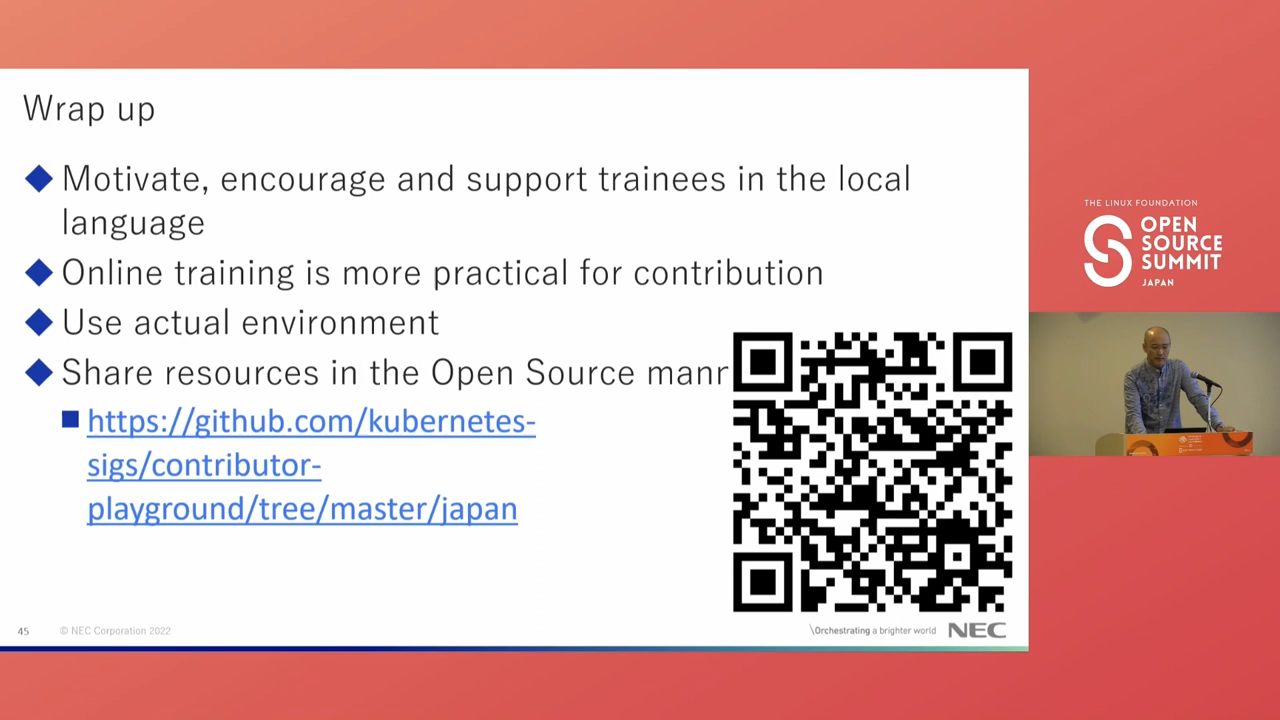 Wrap up
Motivate, encourage and support trainees in the local
language
Online training is more practical for contribution
Use actual environment
Share resources in the Open Source mann
https://github.com/kubernetes-
sigs/contributor-
playground/tree/master/japan
45
© NEC Corporation 2022
\Orchestrating a brighter world
NEC
THE LINUX FOUNDATION
OPEN
SOURCE
SUMMIT
JAPAN